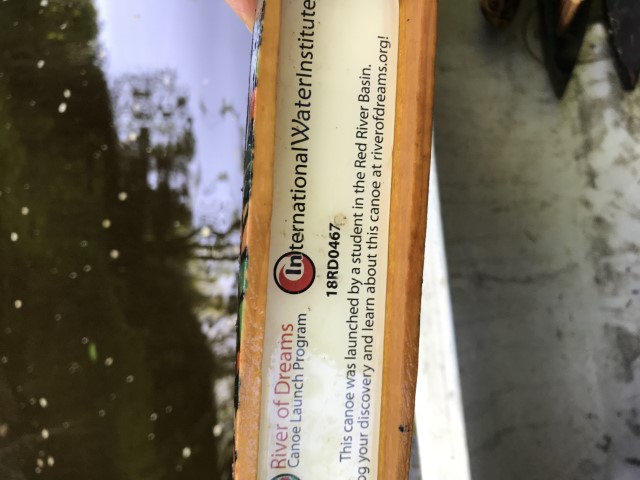 River of Dreams
Canoe Launch Program
InternationalWaterInstitute
18RD0467
This canoe was launched by a student in the Red River Basin.
your discovery and learn about this canoe at riverofdreams.org!